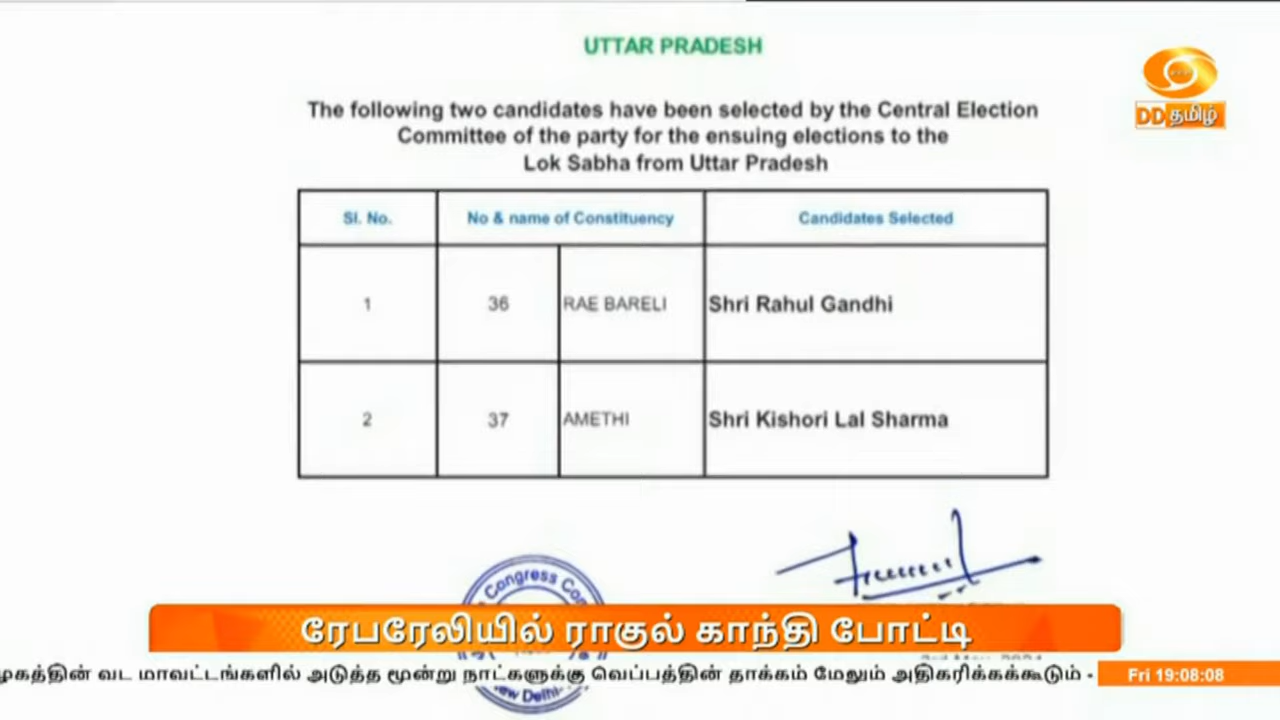 UTTAR PRADESH
DD தமிழ்
The following two candidates have been selected by the Central Election
Committee of the party for the ensuing elections to the
Lok Sabha from Uttar Pradesh
Sl. No. No & name of Constituency Candidates Selected
1 36 RAE BARELI Shri Rahul Gandhi
2 37 AMETHI Shri Kishori Lal Sharma
Congress
ரேபரேலியில் ராகுல் காந்தி போட்டி
வட மாவட்டங்களில் அடுத்த மூன்று நாட்களுக்கு வெப்பத்தின் தாக்கம் மேலும் அதிகரிக்கக்கூடும் -
Fri 19:08:08
New Delhi